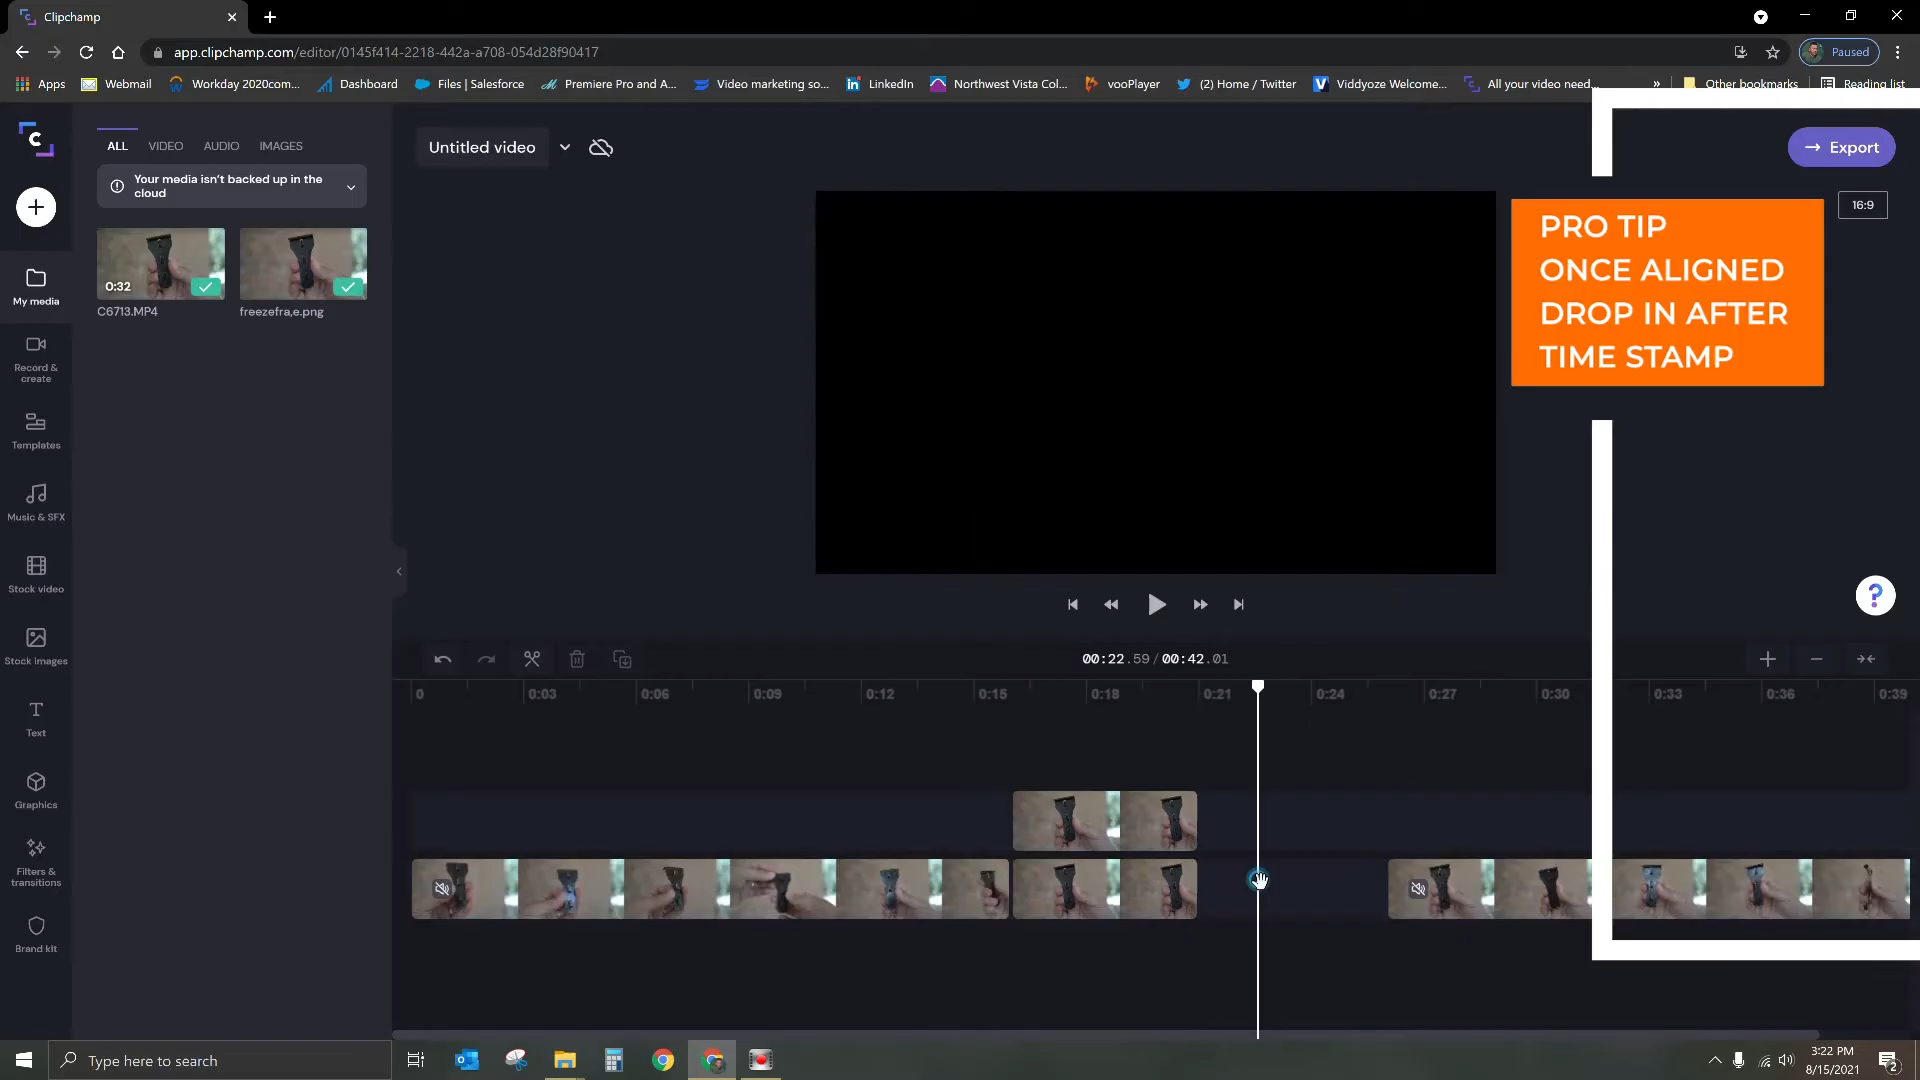 Clipchamp
app.clipchamp.com/editor/0145f414-2218-442a-a708-054d28f90417
Paused
Apps
Webmail
Workday 2020com...
Dashboard
Files | Salesforce
Premiere Pro and A...
Video marketing so...
LinkedIn
Northwest Vista Col...
vooPlayer
(2) Home / Twitter
Viddyoze Welcome...
All your video need...
»
Other bookmarks
Reading list
ALL VIDEO AUDIO IMAGES
Your media isn't backed up in the
cloud
0:32
C6713.MP4
freezefra,e.png
My media
Record &
create
Templates
Music & SFX
Stock video
Stock images
Text
Graphics
Filters &
transitions
Brand kit
Untitled video
Export
16:9
PRO TIP
ONCE ALIGNED
DROP IN AFTER
TIME STAMP
?
00:22.59 / 00:42.01
0 0:03 0:06 0:09 0:12 0:15 0:18 0:21 0:24 0:27 0:30 0:33 0:36 0:39
Type here to search
3:22 PM
8/15/2021
2